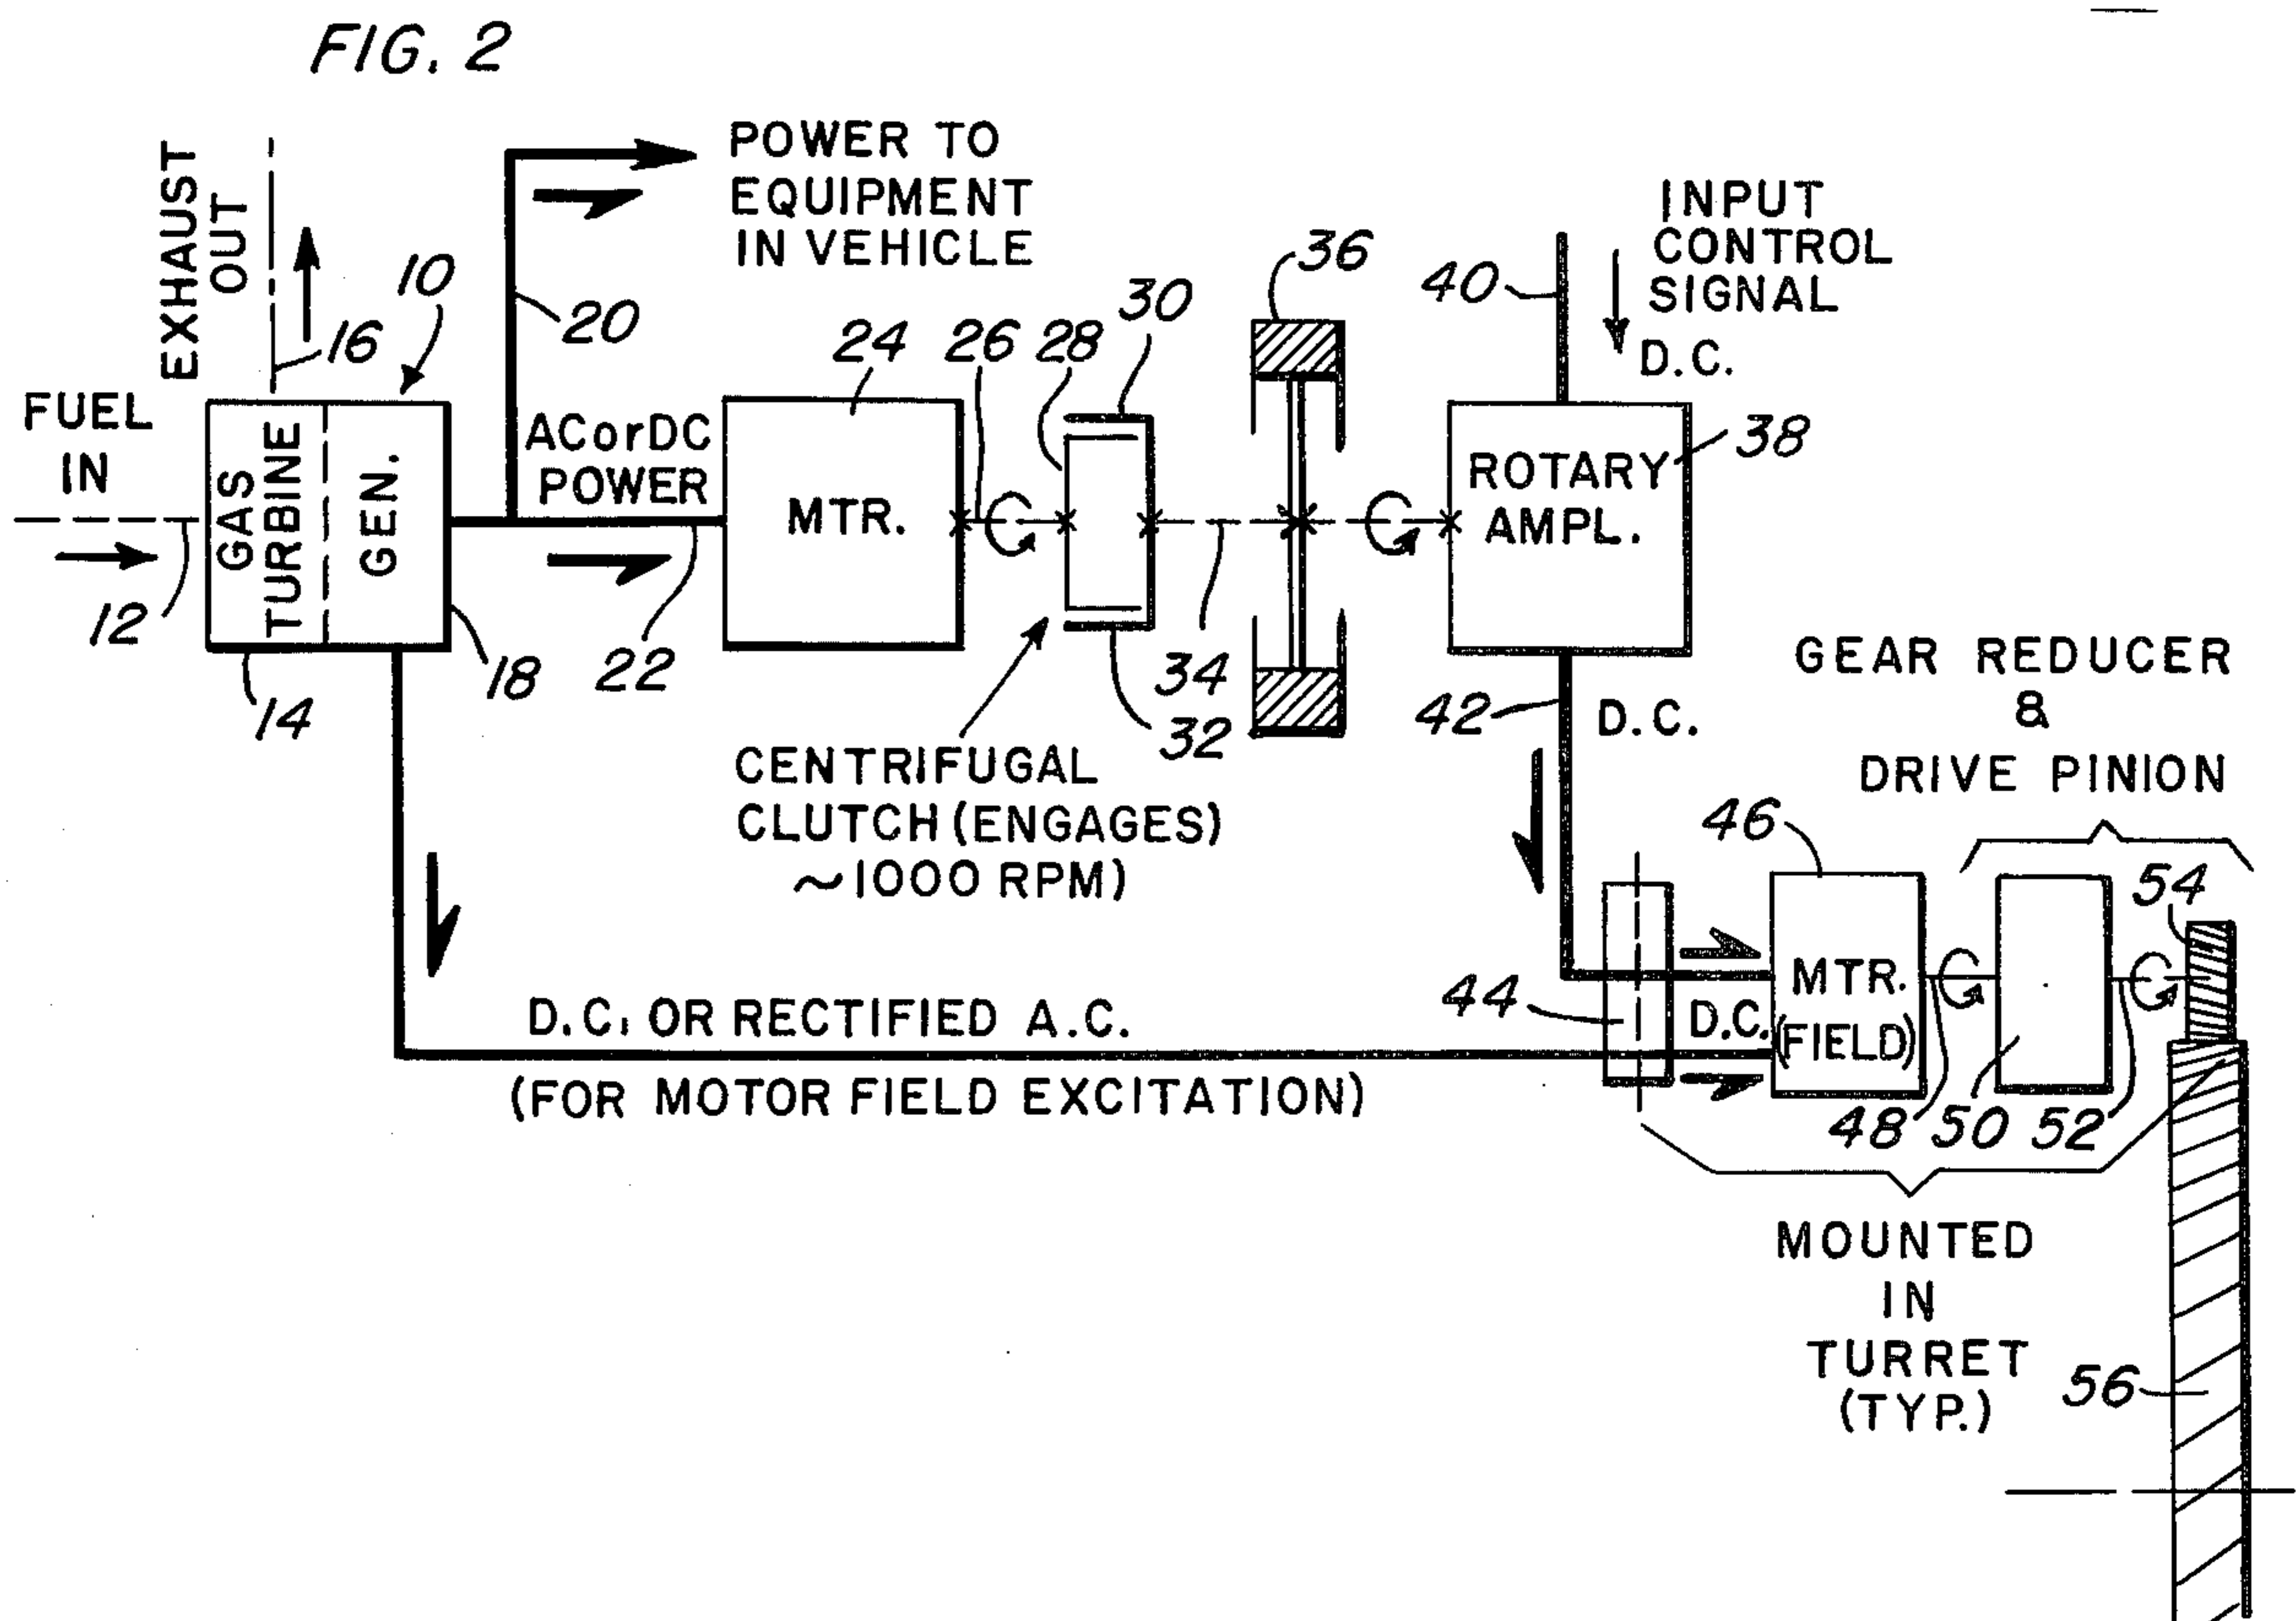 FIG. 2
EXHAUST
OUT
FUEL
IN
12
14
16
10
18
GAS
TURBINE
GEN.
20
POWER TO
EQUIPMENT
IN VEHICLE
ACorDC
POWER
22
24
MTR.
26
28
30
32
34
CENTRIFUGAL
CLUTCH (ENGAGES)
~1000 RPM)
36
40
INPUT
CONTROL
SIGNAL
D.C.
38
ROTARY
AMPL.
42
D.C.
GEAR REDUCER
&
DRIVE PINION
44
46
D.C.
MTR.
(FIELD)
48
50
52
54
56
D.C. OR RECTIFIED A.C.
(FOR MOTOR FIELD EXCITATION)
MOUNTED
IN
TURRET
(TYP.)